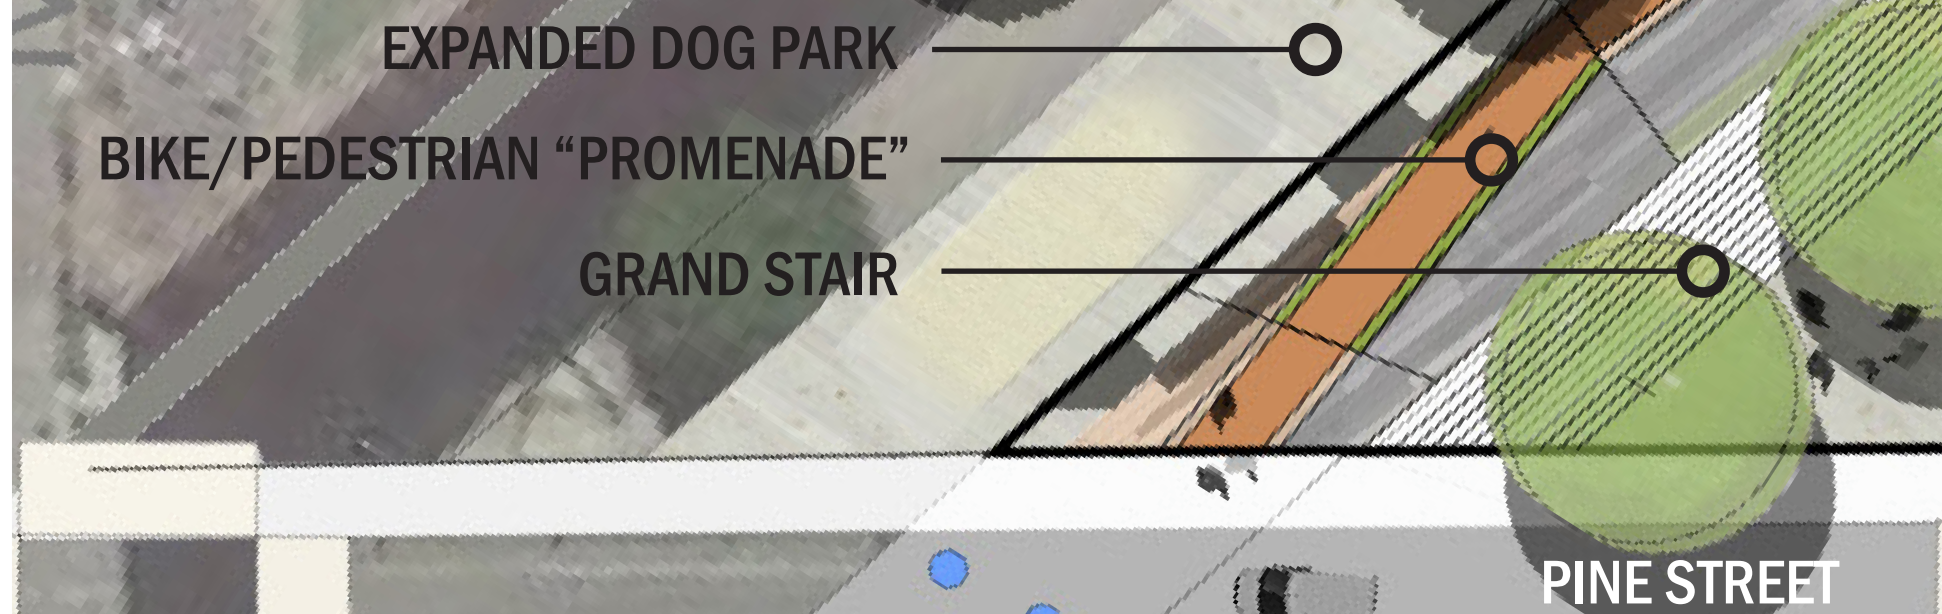 EXPANDED DOG PARK
BIKE/PEDESTRIAN “PROMENADE”
GRAND STAIR
PINE STREET